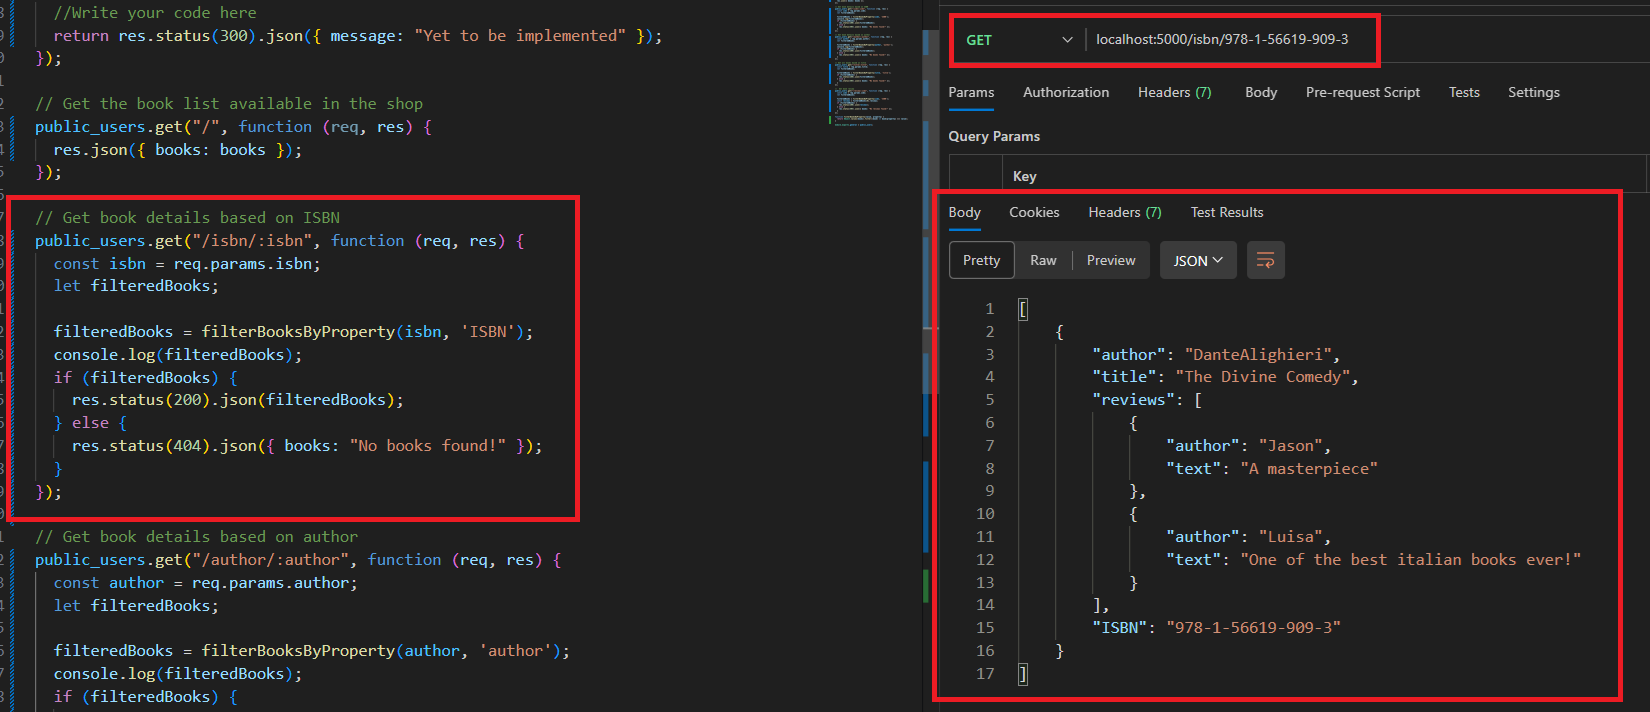 //Write your code here
return res.status(300).json({ message: "Yet to be implemented" });
});
// Get the book list available in the shop
public_users.get("/", function (req, res) {
res.json({ books: books });
});
// Get book details based on ISBN
public_users.get("/isbn/:isbn", function (req, res) {
const isbn = req.params.isbn;
let filteredBooks;
filteredBooks = filterBooksByProperty(isbn, 'ISBN');
console.log(filteredBooks);
if (filteredBooks) {
res.status(200).json(filteredBooks);
} else {
res.status(404).json({ books: "No books found!" });
}
});
// Get book details based on author
public_users.get("/author/:author", function (req, res) {
const author = req.params.author;
let filteredBooks;
filteredBooks = filterBooksByProperty(author, 'author');
console.log(filteredBooks);
if (filteredBooks) {
GET localhost:5000/isbn/978-1-56619-909-3
Params Authorization Headers (7) Body Pre-request Script Tests Settings
Query Params
Key
Body Cookies Headers (7) Test Results
Pretty Raw Preview JSON
1 [
2 {
3 "author": "DanteAlighieri",
4 "title": "The Divine Comedy",
5 "reviews": [
6 {
7 "author": "Jason",
8 "text": "A masterpiece"
9 },
10 {
11 "author": "Luisa",
12 "text": "One of the best italian books ever!"
13 }
14 ],
15 "ISBN": "978-1-56619-909-3"
16 }
17 ]